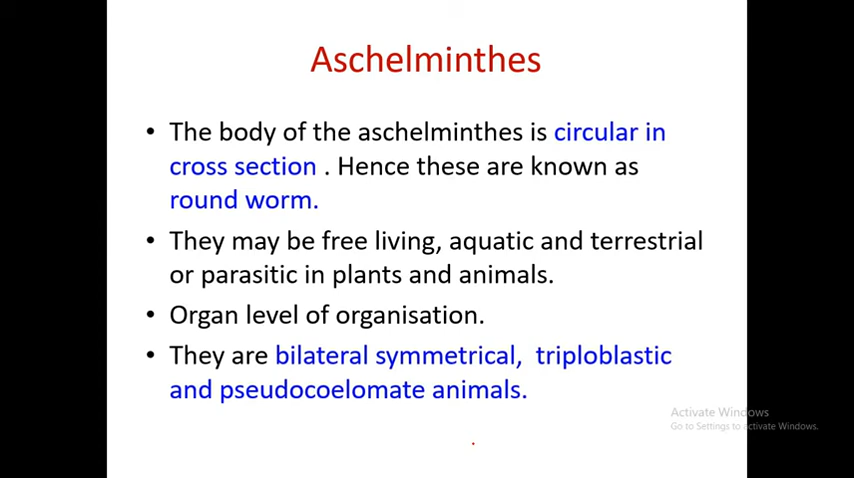 Aschelminthes
• The body of the aschelminthes is circular in
cross section . Hence these are known as
round worm.
• They may be free living, aquatic and terrestrial
or parasitic in plants and animals.
• Organ level of organisation.
• They are bilateral symmetrical, triploblastic
and pseudocoelomate animals.
Activate Windows
Go to Settings to activate Windows.